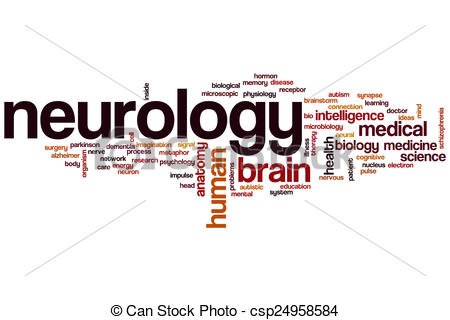 hormon
biological memory disease
microscopic physiology receptor
inside
neurology
autism synapse
brainstorm learning
connection doctor
bio intelligence ideas
mind
microbiology neural medical
schizophrenia
surgery parkinson dementia imagination signal
alzheimer nerve process metaphor
body network research psychology
organism care energy
neuron impulse
head
anatomy
human
problems
brain
autistic education
mental system
illness
therapy
health
biology medicine
cognitive science
nucleus electron
nervous pulse
patient
© Can Stock Photo - csp24958584